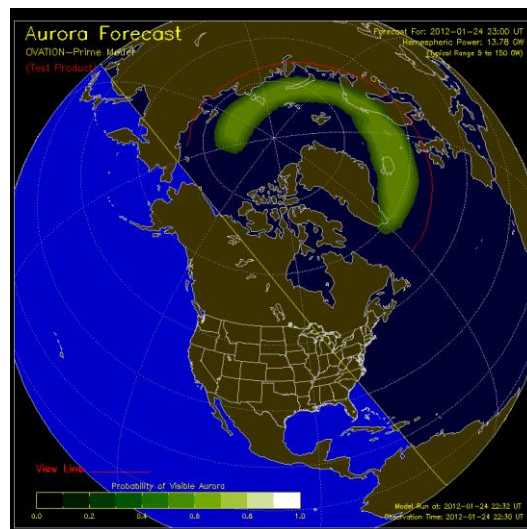 Aurora Forecast
OVATION-Prime Model
(Test Product)
Forecast For: 2012-01-24 23:00 UT
Hemispheric Power: 13.78 GW
(Typical Range 5 to 150 GW)
View Line
Probability of Visible Aurora
0.0 0.2 0.4 0.6 0.8 1.0
Model Run at: 2012-01-24 22:32 UT
Observation Time: 2012-01-24 22:30 UT